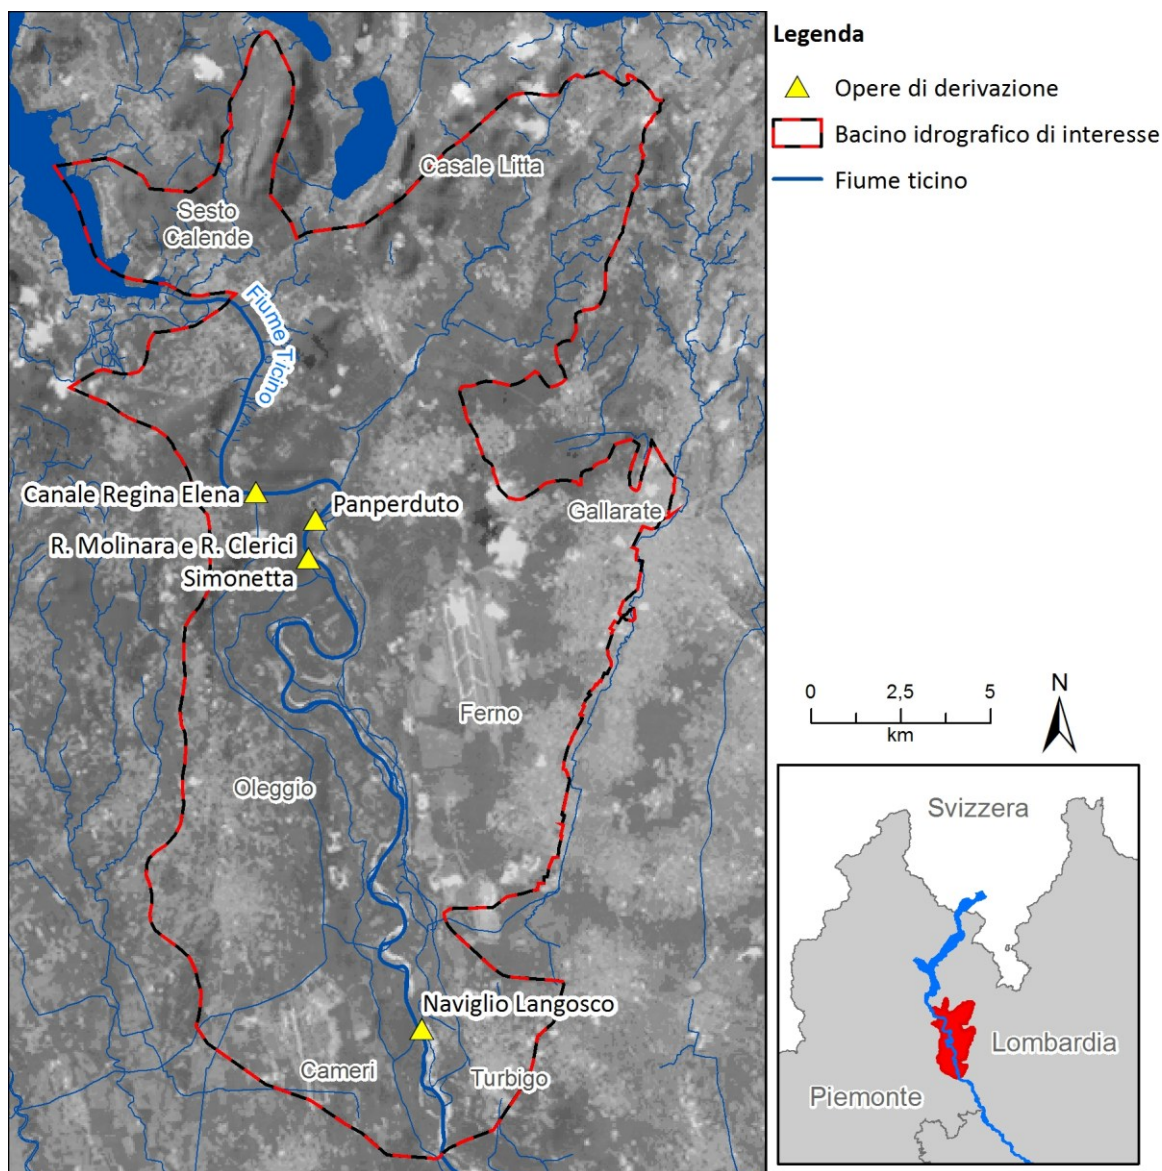 Legenda
Opere di derivazione
Bacino idrografico di interesse
Fiume ticino
Casale Litta
Sesto
Calende
Fiume Ticino
Canale Regina Elena
Panperduto
Gallarate
R. Molinara e R. Clerici
Simonetta
Ferno
Oleggio
Naviglio Langosco
Cameri
Turbigo
0 2,5 5
km
N
Svizzera
Lombardia
Piemonte